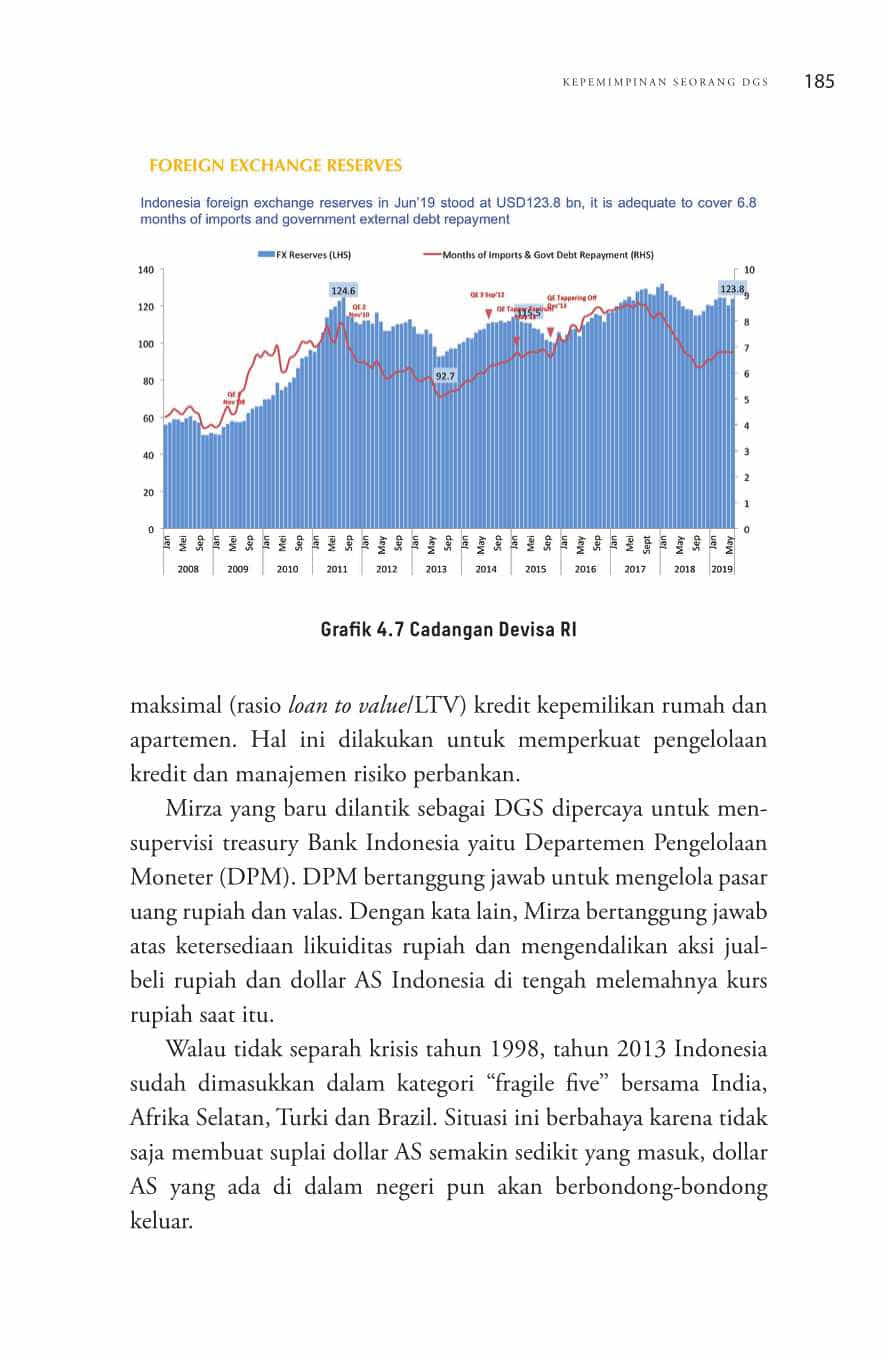 KEPEMIMPINAN SEORANG DGS 185
FOREIGN EXCHANGE RESERVES
Indonesia foreign exchange reserves in Jun'19 stood at USD123.8 bn, it is adequate to cover 6.8
months of imports and government external debt repayment
FX Reserves (LHS) Months of Imports & Govt Debt Repayment (RHS)
140 10
124.6 123.8
QE 3 Sep'12 QE Tappering Off
Dec'13
9
120 QE 2
Nov'10
QE
115.5
8
100 7
92.7
80 6
QE
Nov
5
60 4
40 3
20 2
1
0 0
Jan Mei Sep Jan Mei Sep Jan Mei Sep Jan Mei Sep Jan May Sep Jan May Sep Jan May Sep Jan Mei Sep Jan May Sep Jan Mei Sept Jan May Sep Jan May
2008 2009 2010 2011 2012 2013 2014 2015 2016 2017 2018 2019
Grafik 4.7 Cadangan Devisa RI
maksimal (rasio loan to value/LTV) kredit kepemilikan rumah dan
apartemen. Hal ini dilakukan untuk memperkuat pengelolaan
kredit dan manajemen risiko perbankan.
Mirza yang baru dilantik sebagai DGS dipercaya untuk men-
supervisi treasury Bank Indonesia yaitu Departemen Pengelolaan
Moneter (DPM). DPM bertanggung jawab untuk mengelola pasar
uang rupiah dan valas. Dengan kata lain, Mirza bertanggung jawab
atas ketersediaan likuiditas rupiah dan mengendalikan aksi jual-
beli rupiah dan dollar AS Indonesia di tengah melemahnya kurs
rupiah saat itu.
Walau tidak separah krisis tahun 1998, tahun 2013 Indonesia
sudah dimasukkan dalam kategori “fragile five” bersama India,
Afrika Selatan, Turki dan Brazil. Situasi ini berbahaya karena tidak
saja membuat suplai dollar AS semakin sedikit yang masuk, dollar
AS yang ada di dalam negeri pun akan berbondong-bondong
keluar.